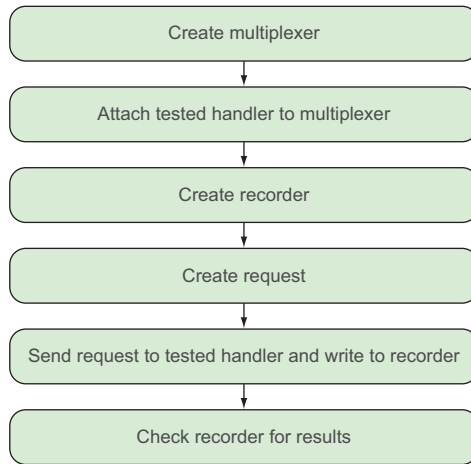 Create multiplexer
Attach tested handler to multiplexer
Create recorder
Create request
Send request to tested handler and write to recorder
Check recorder for results